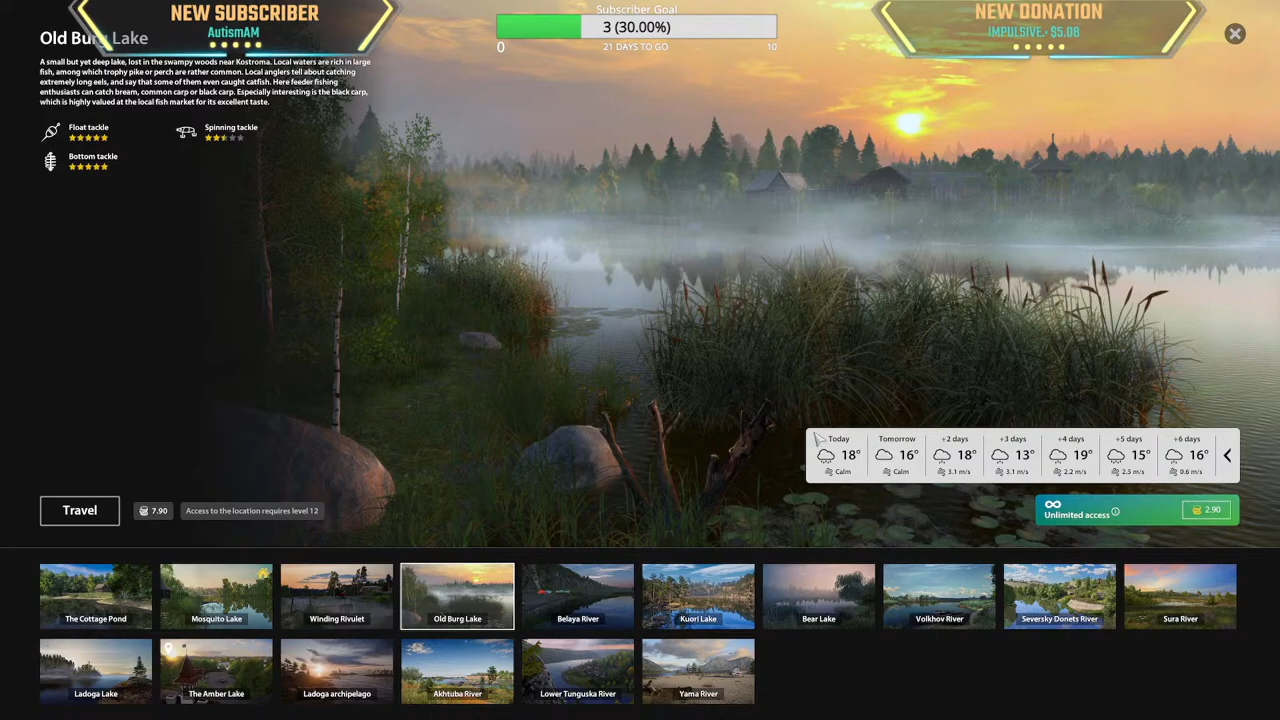 NEW SUBSCRIBER
AutismAM
Subscriber Goal
3 (30.00%)
0
21 DAYS TO GO
10
NEW DONATION
IMPULSIVE.· $5.08
Old Burg Lake
A small but yet deep lake, lost in the swampy woods near Kostroma. Local waters are rich in large
fish, among which trophy pike or perch are rather common. Local anglers tell about catching
extremely long eels, and say that some of them even caught catfish. Here feeder fishing
enthusiasts can catch bream, common carp or black carp. Especially interesting is the black carp,
which is highly valued at the local fish market for its excellent taste.
Float tackle
Spinning tackle
Bottom tackle
Today
Tomorrow
+2 days
+3 days
+4 days
+5 days
+6 days
18°
16°
18°
13°
19°
15°
16°
Calm
Calm
3.1 m/s
3.1 m/s
2.2 m/s
2.5 m/s
0.6 m/s
Travel
7.90
Access to the location requires level 12
Unlimited access
2.90
The Cottage Pond
Mosquito Lake
Winding Rivulet
Old Burg Lake
Belaya River
Kuori Lake
Bear Lake
Volkhov River
Seversky Donets River
Sura River
Ladoga Lake
The Amber Lake
Ladoga archipelago
Akhtuba River
Lower Tunguska River
Yama River